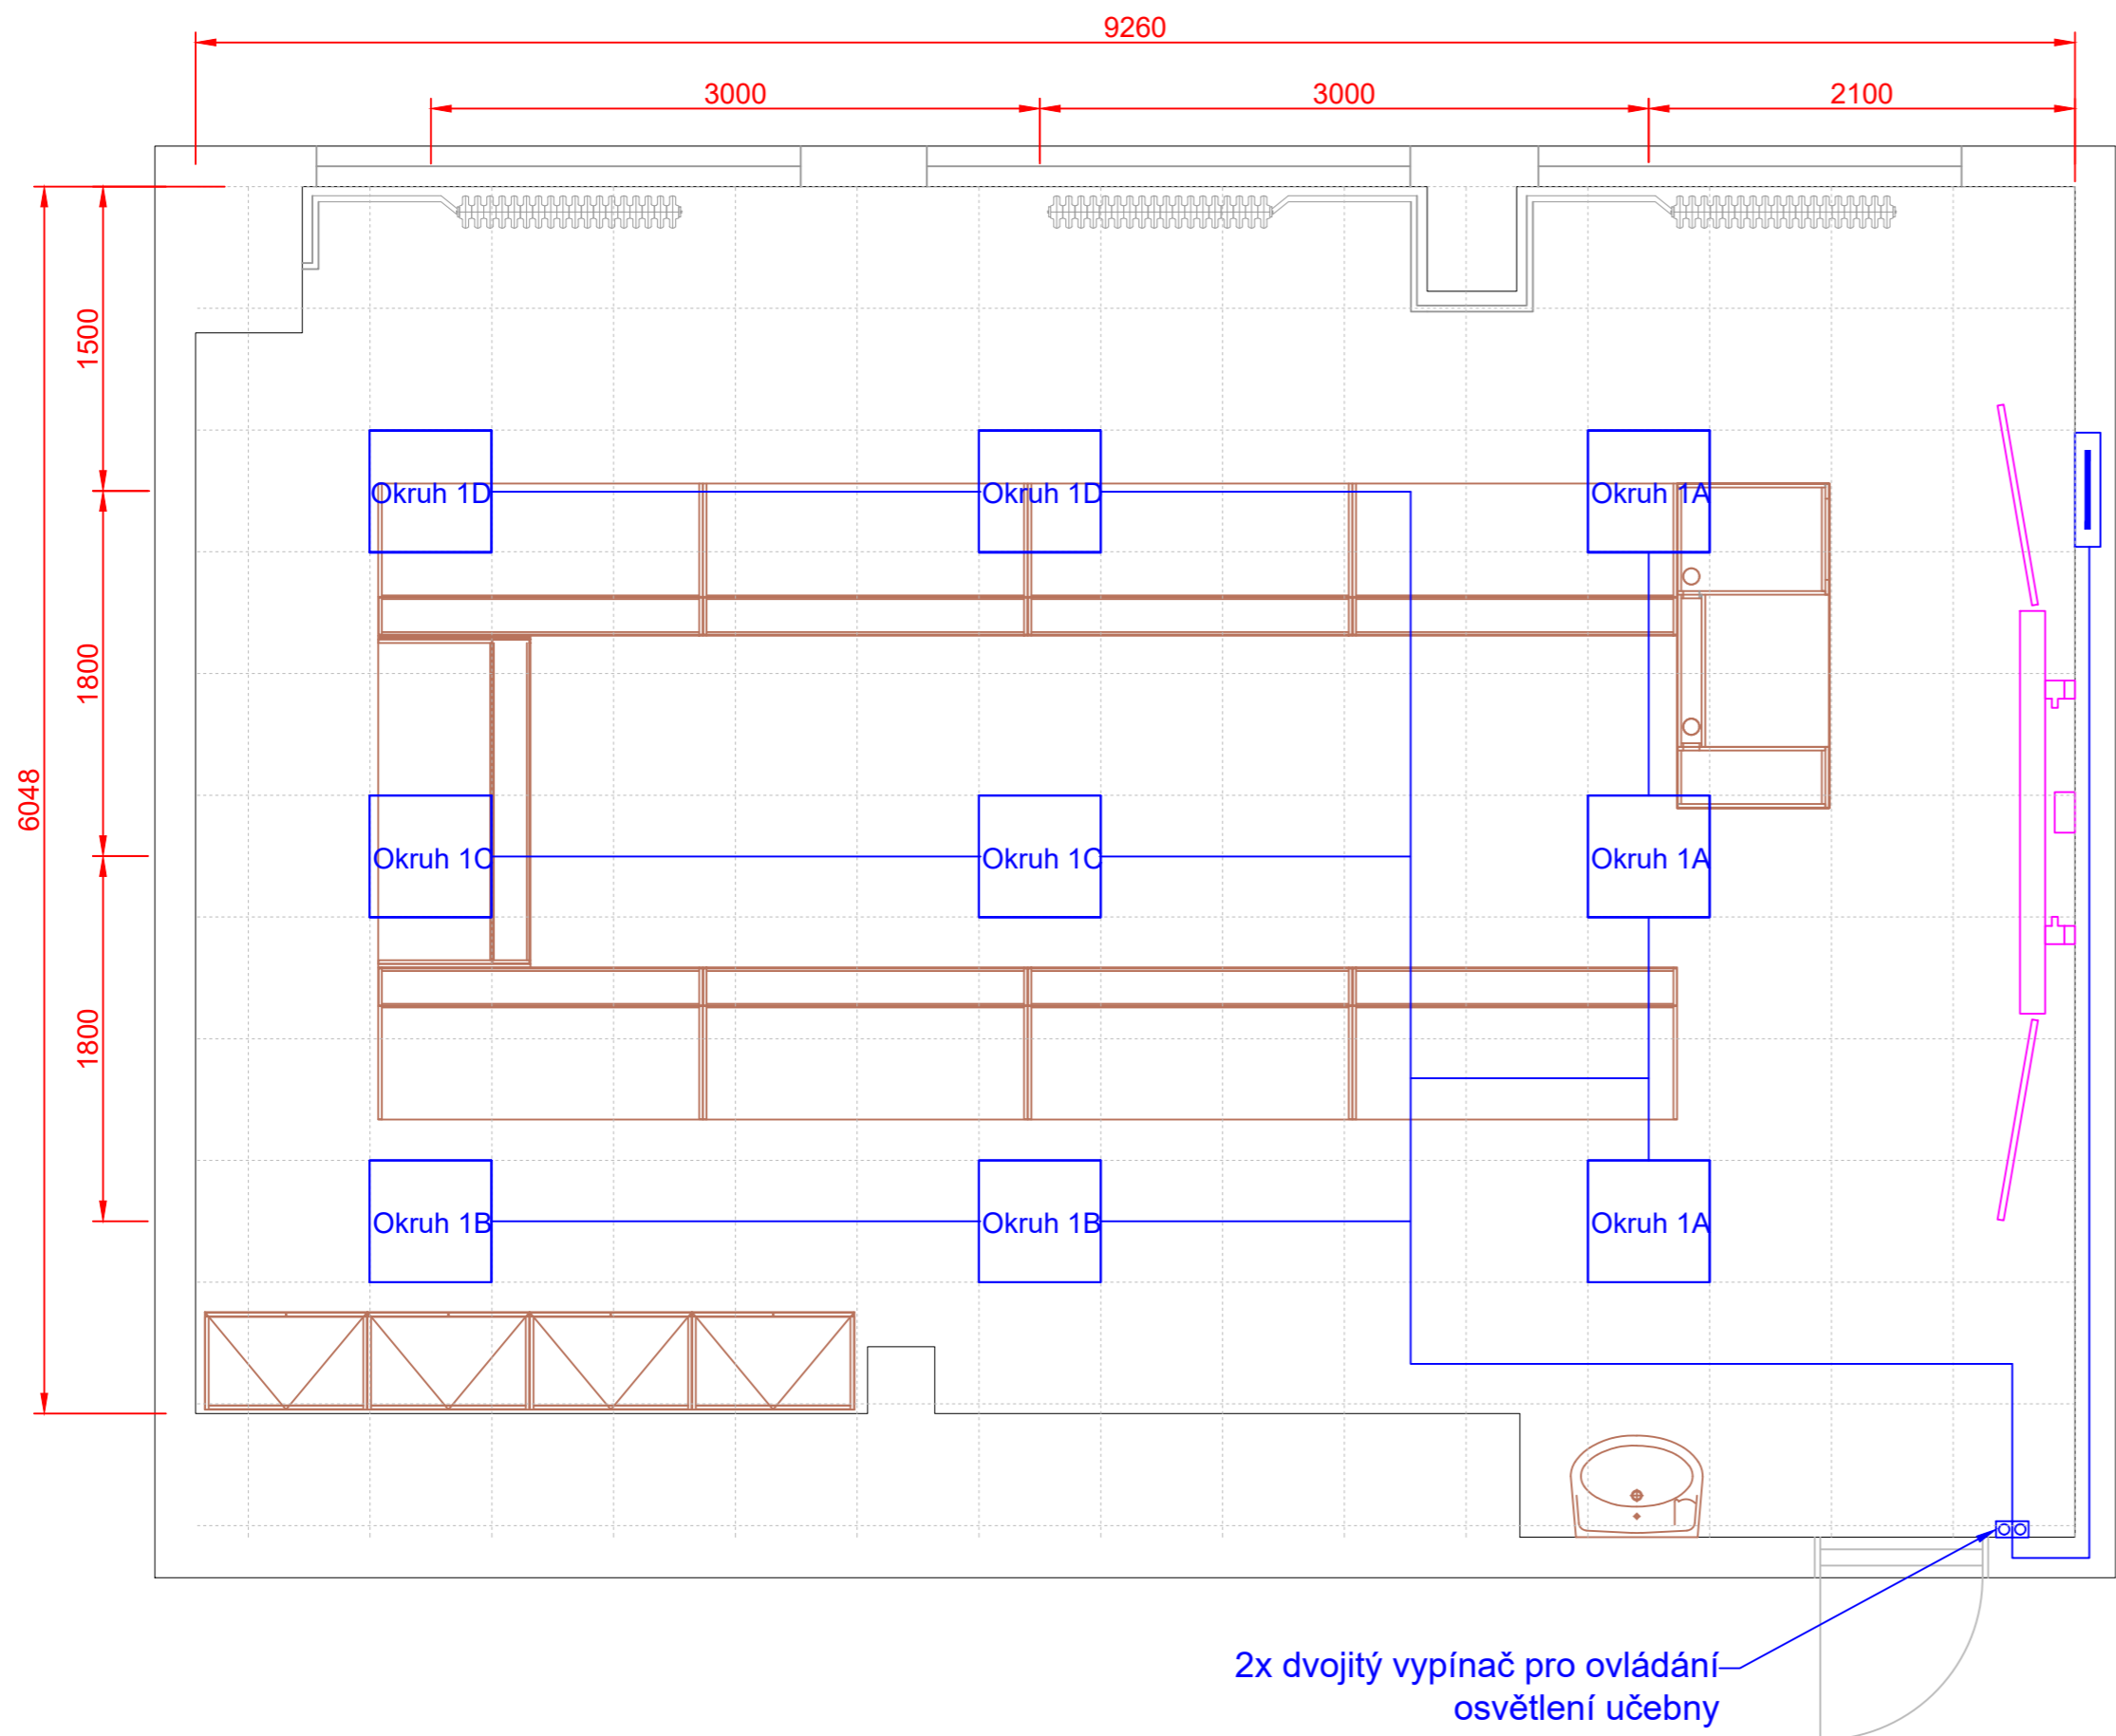 9260
3000
3000
2100
1500
1800
6048
1800
Okruh 1D
Okruh 1D
Okruh 1A
Okruh 1C
Okruh 1C
Okruh 1A
Okruh 1B
Okruh 1B
Okruh 1A
2x dvojitý vypínač pro ovládání
osvětlení učebny